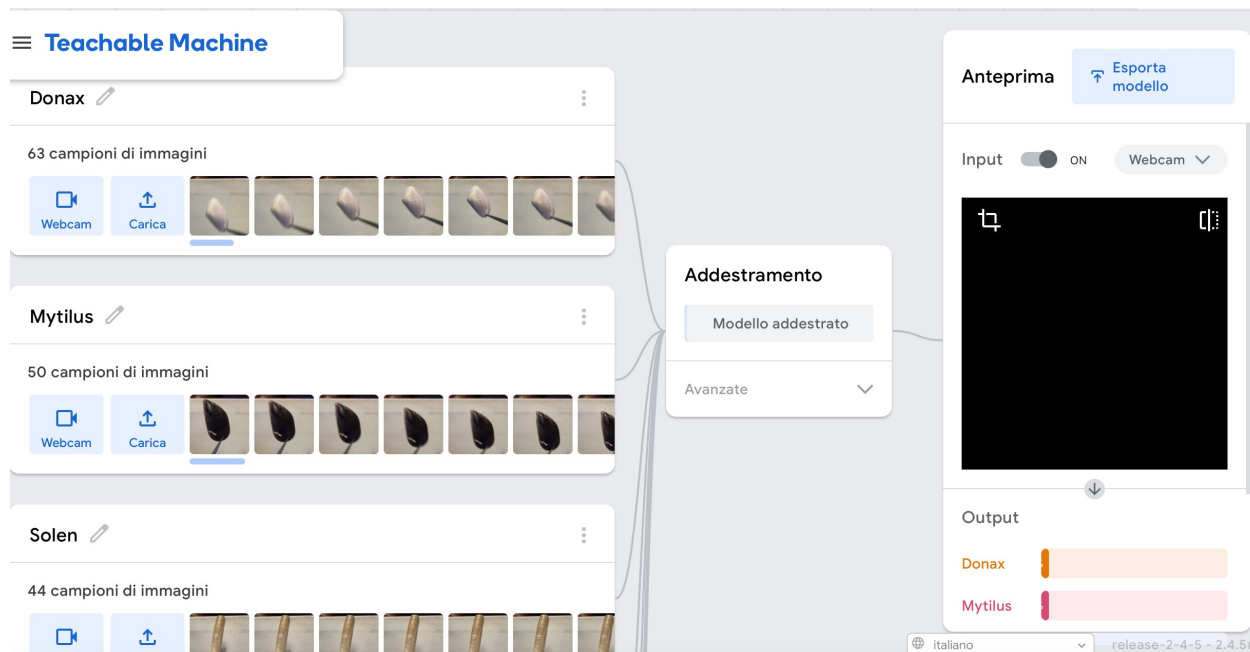 Teachable Machine
Donax
63 campioni di immagini
Webcam
Carica
Mytilus
50 campioni di immagini
Webcam
Carica
Solen
44 campioni di immagini
Addestramento
Modello addestrato
Avanzate
Anteprima
Esporta
modello
Input
ON
Webcam
Output
Donax
Mytilus
italiano
release-2-4-5 - 2.4.5